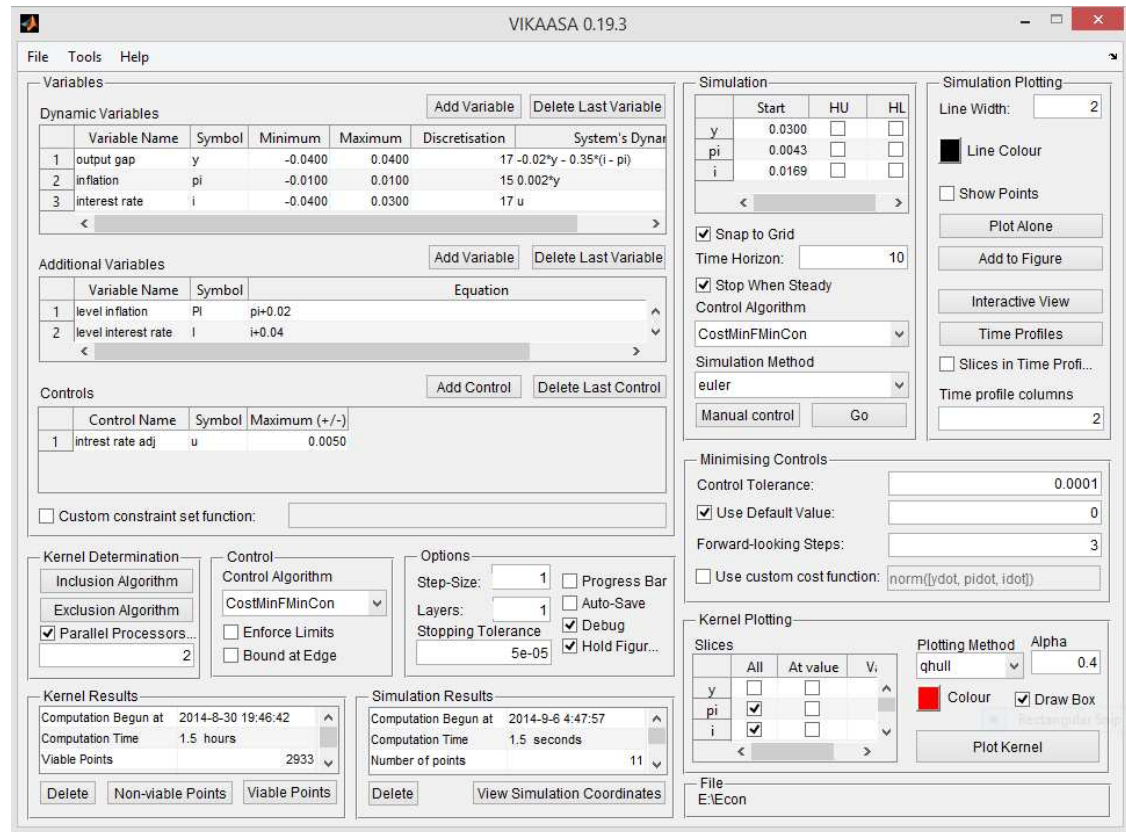 VIKAASA 0.19.3
File Tools Help
Variables
Dynamic Variables Add Variable Delete Last Variable
Variable Name Symbol Minimum Maximum Discretisation System's Dynar
1 output gap y -0.0400 0.0400 17 -0.02*y - 0.35*(i - pi)
2 inflation pi -0.0100 0.0100 15 0.002*y
3 interest rate i -0.0400 0.0300 17 u
Additional Variables Add Variable Delete Last Variable
Variable Name Symbol Equation
1 level inflation PI pi+0.02
2 level interest rate I i+0.04
Controls Add Control Delete Last Control
Control Name Symbol Maximum (+/-)
1 intrest rate adj u 0.0050
Custom constraint set function:
Kernel Determination
Inclusion Algorithm
Exclusion Algorithm
Parallel Processors...
2
Control
Control Algorithm
CostMinFMinCon
Enforce Limits
Bound at Edge
Options
Step-Size: 1 Progress Bar
Layers: 1 Auto-Save
Stopping Tolerance Debug
5e-05 Hold Figur...
Kernel Results
Computation Begun at 2014-8-30 19:46:42
Computation Time 1.5 hours
Viable Points 2933
Delete Non-viable Points Viable Points
Simulation Results
Computation Begun at 2014-9-6 4:47:57
Computation Time 1.5 seconds
Number of points 11
Delete View Simulation Coordinates
Simulation
Start HU HL
y 0.0300
pi 0.0043
i 0.0169
Snap to Grid
Time Horizon: 10
Stop When Steady
Control Algorithm
CostMinFMinCon
Simulation Method
euler
Manual control Go
Simulation Plotting
Line Width: 2
Line Colour
Show Points
Plot Alone
Add to Figure
Interactive View
Time Profiles
Slices in Time Profi...
Time profile columns
2
Minimising Controls
Control Tolerance: 0.0001
Use Default Value: 0
Forward-looking Steps: 3
Use custom cost function: norm([ydot, pidot, idot])
Kernel Plotting
Slices Plotting Method Alpha
All At value qhull 0.4
y
pi
i
Colour Draw Box
Rectangular Snip
Plot Kernel
File
E:\Econ